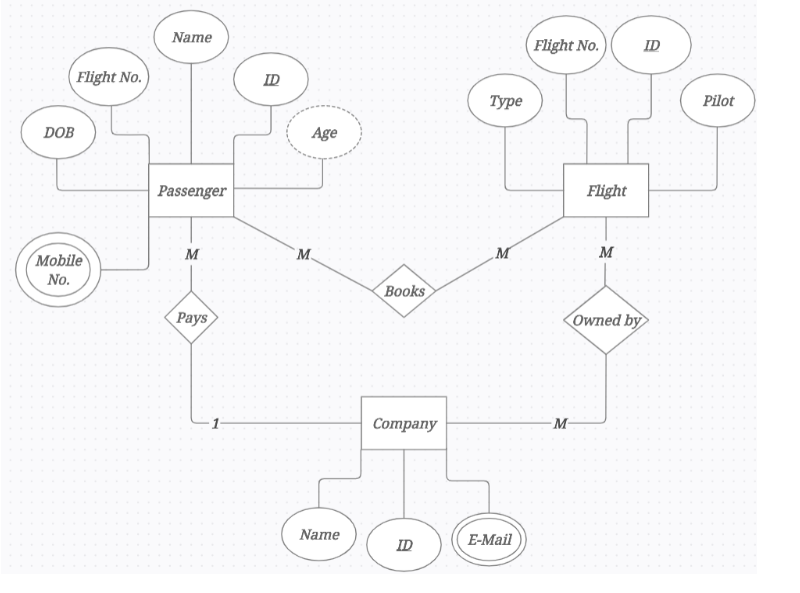 Name
Flight No.
ID
DOB
Age
Passenger
Mobile
No.
Flight No.
ID
Type
Pilot
Flight
M
M
M
M
Books
Pays
Owned by
1
Company
M
Name
ID
E-Mail